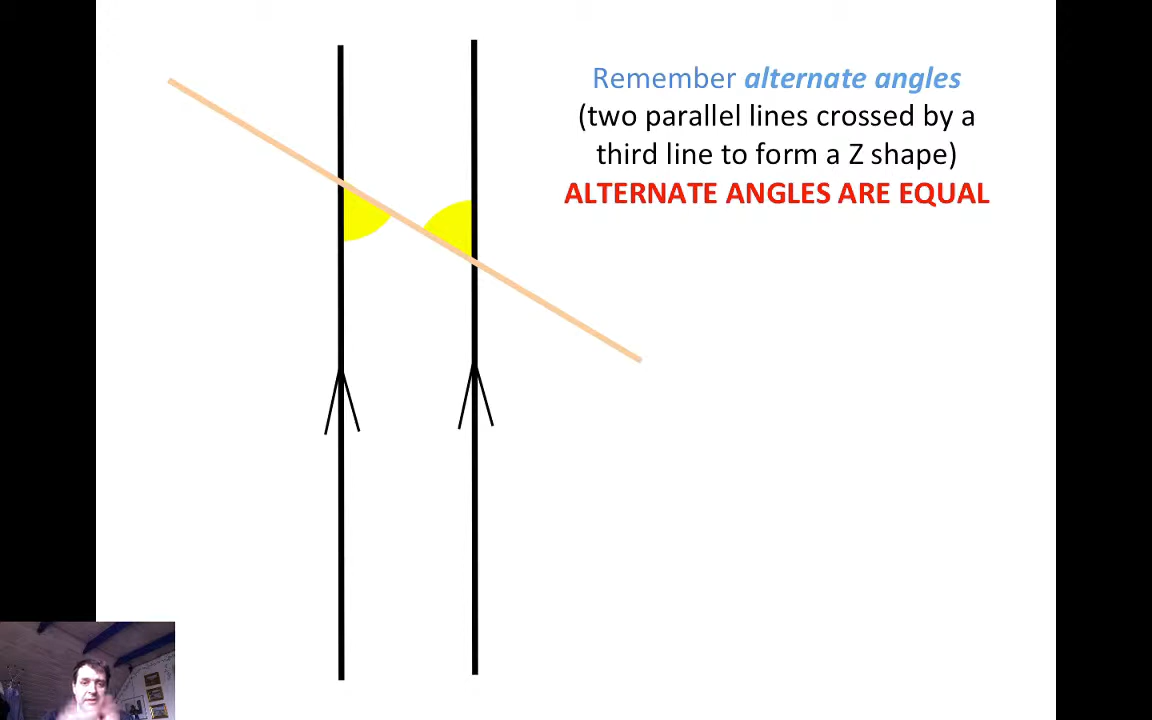 Remember alternate angles
(two parallel lines crossed by a
third line to form a Z shape)
ALTERNATE ANGLES ARE EQUAL